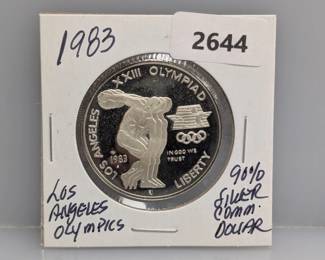 1983
2644
LOS ANGELES XXIII OLYMPIAD
1983
IN GOD WE
TRUST
LIBERTY
LOS
ANGELES
OLYMPICS
90%
SILVER
COMM.
DOLLAR